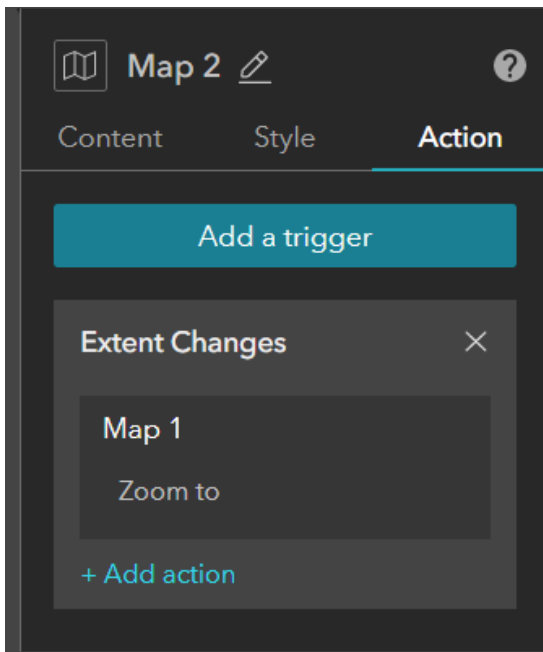 Map 2
?
Content Style Action
Add a trigger
Extent Changes
Map 1
Zoom to
+ Add action